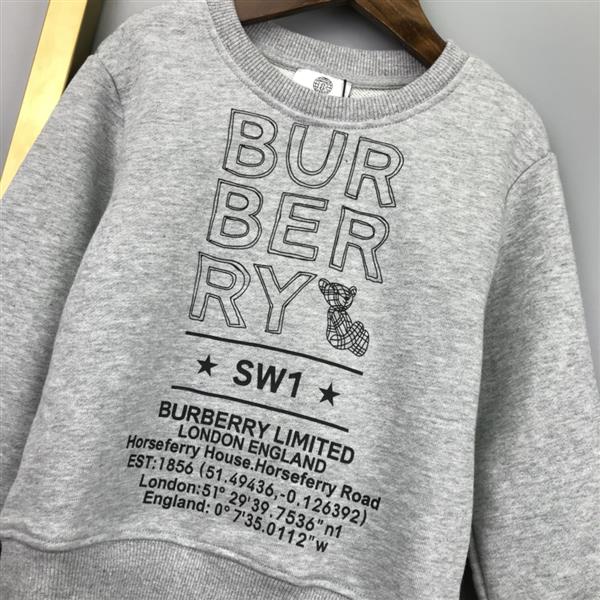 BUR
BER
RY
★ SW1 ★
BURBERRY LIMITED
LONDON ENGLAND
Horseferry House.Horseferry Road
EST:1856 (51.49436,-0.126392)
London:51° 29'39.7536"n1
England: 0° 7'35.0112"w